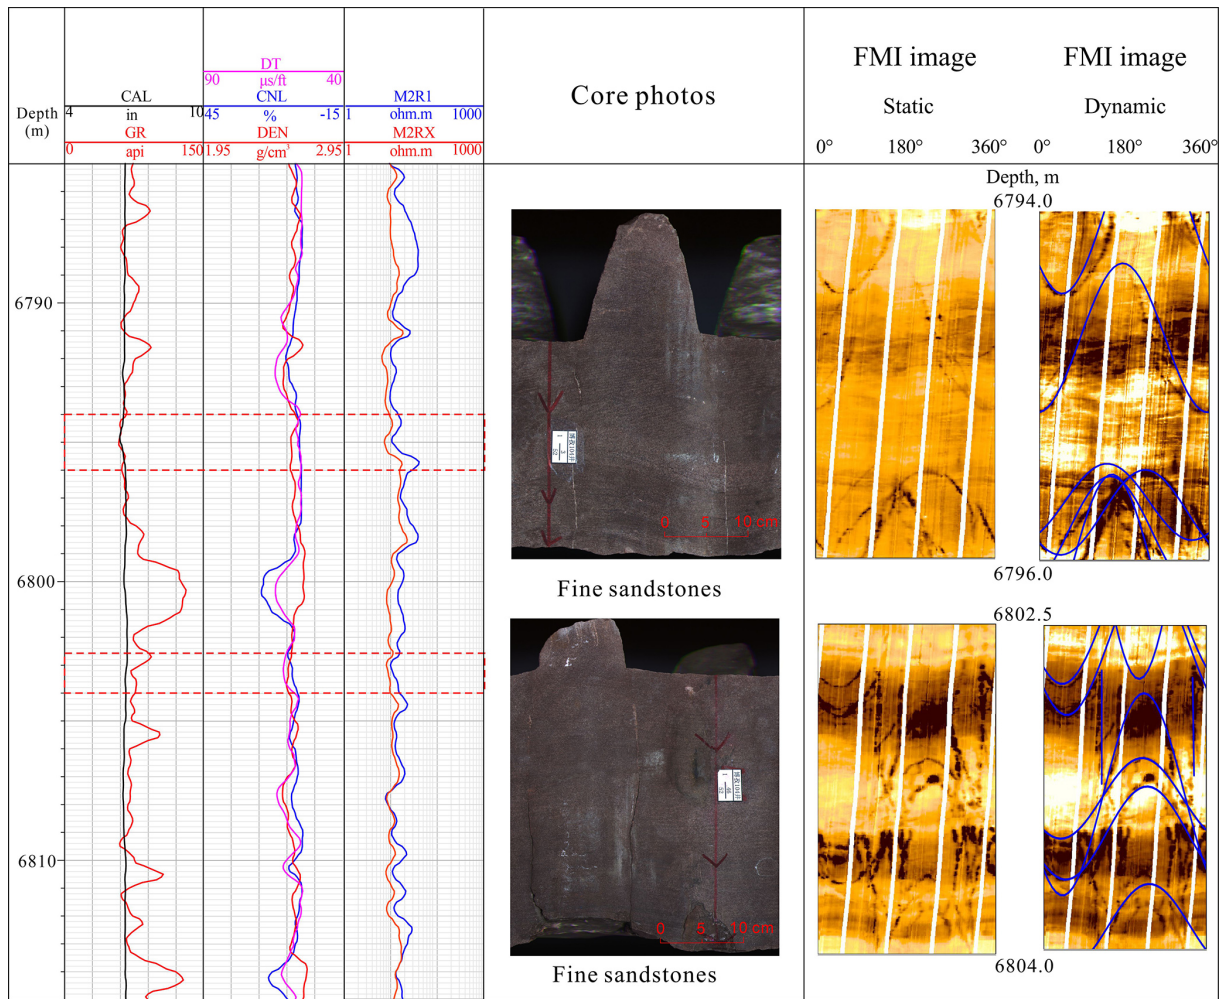 Depth
(m)
CAL
4 in 10
GR
0 api 150
DT
90 μs/ft 40
CNL
45 % -15
DEN
1.95 g/cm³ 2.95
M2R1
1 ohm.m 1000
M2RX
1 ohm.m 1000
Core photos
FMI image
Static
0° 180° 360°
FMI image
Dynamic
0° 180° 360°
Depth, m
6794.0
6790
0 5 10 cm
6796.0
Fine sandstones
6800
6802.5
0 5 10 cm
6810
6804.0
Fine sandstones